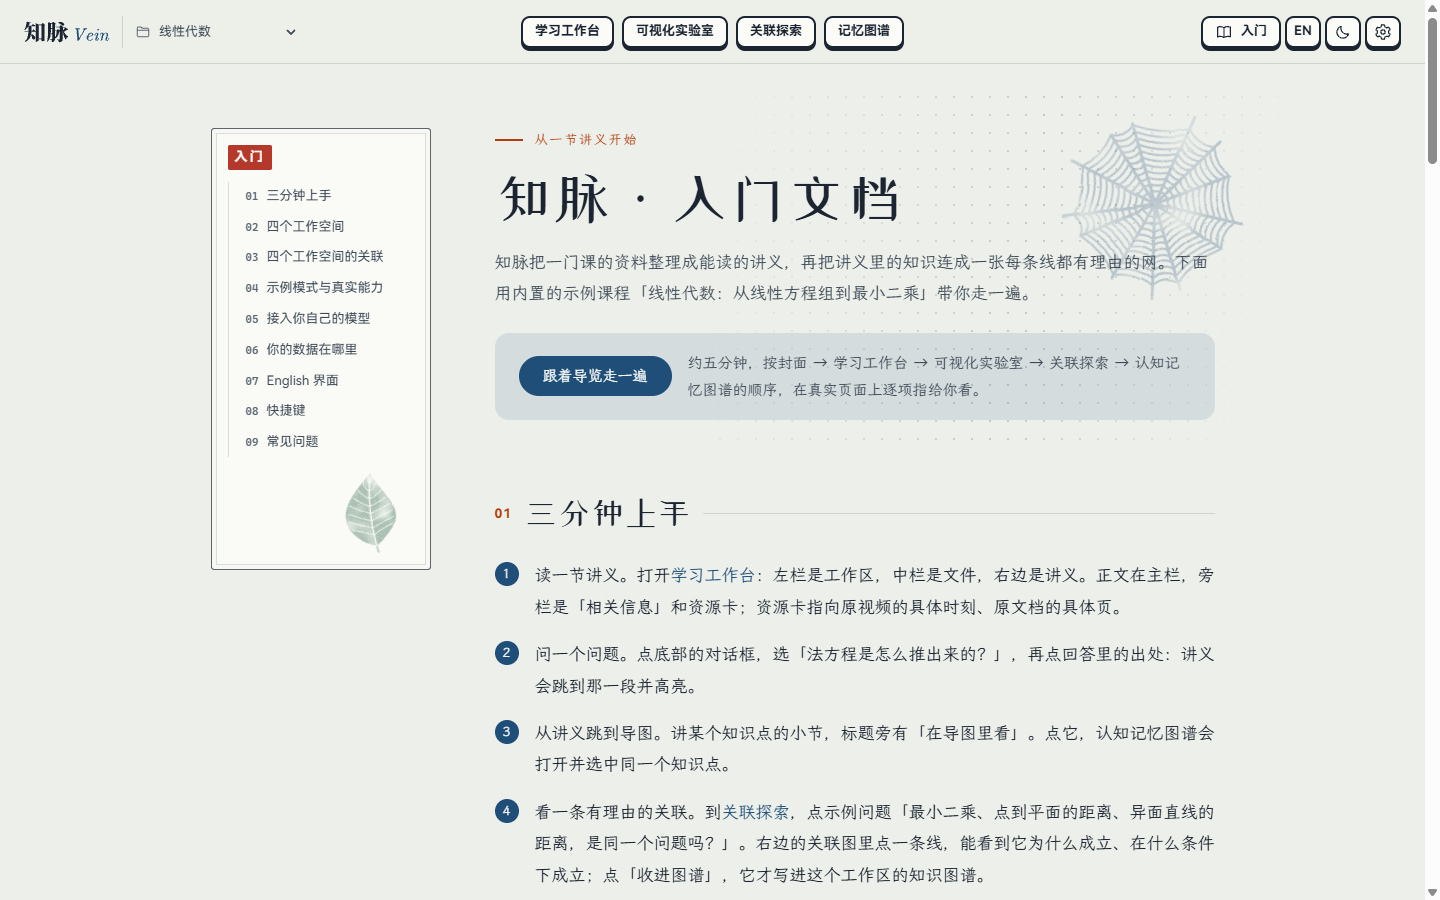 知脉 Vein
线性代数
学习工作台
可视化实验室
关联探索
记忆图谱
入门
EN
入门
01 三分钟上手
02 四个工作空间
03 四个工作空间的关联
04 示例模式与真实能力
05 接入你自己的模型
06 你的数据在哪里
07 English 界面
08 快捷键
09 常见问题
从一节讲义开始
知脉 · 入门文档
知脉把一门课的资料整理成能读的讲义，再把讲义里的知识连成一张每条线都有理由的网。下面
用内置的示例课程「线性代数：从线性方程组到最小二乘」带你走一遍。
跟着导览走一遍
约五分钟，按封面 → 学习工作台 → 可视化实验室 → 关联探索 → 认知记
忆图谱的顺序，在真实页面上逐项指给你看。
01 三分钟上手
1 读一节讲义。打开学习工作台：左栏是工作区，中栏是文件，右边是讲义。正文在主栏，旁
栏是「相关信息」和资源卡；资源卡指向原视频的具体时刻、原文档的具体页。
2 问一个问题。点底部的对话框，选「法方程是怎么推出来的？」，再点回答里的出处：讲义
会跳到那一段并高亮。
3 从讲义跳到导图。讲某个知识点的小节，标题旁有「在导图里看」。点它，认知记忆图谱会
打开并选中同一个知识点。
4 看一条有理由的关联。到关联探索，点示例问题「最小二乘、点到平面的距离、异面直线的
距离，是同一个问题吗？」。右边的关联图里点一条线，能看到它为什么成立、在什么条件
下成立；点「收进图谱」，它才写进这个工作区的知识图谱。